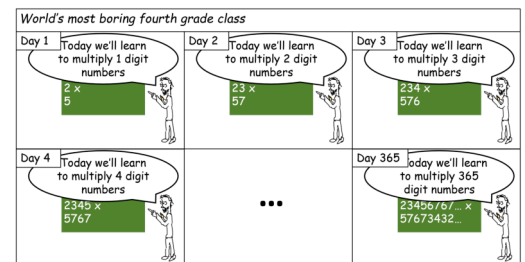 World's most boring fourth grade class
Day 1
Today we'll learn
to multiply 1 digit
numbers
2 x
5
Day 2
Today we'll learn
to multiply 2 digit
numbers
23 x
57
Day 3
Today we'll learn
to multiply 3 digit
numbers
234 x
576
Day 4
Today we'll learn
to multiply 4 digit
numbers
2345 x
5767
...
Day 365
oday we'll learn
to multiply 365
digit numbers
23456767... x
57673432...